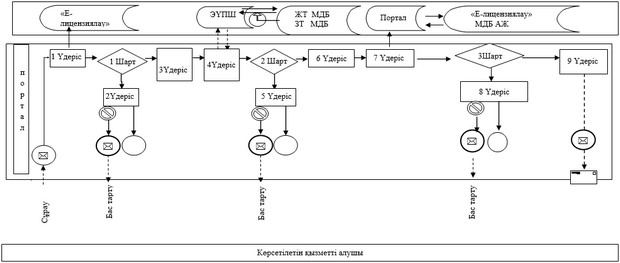 «Е-
лицензиялау»
ЭҮПШ
ЖТ МДБ
ЗТ МДБ
Портал
«Е-лицензиялау»
МДБ АЖ
портал
1 Үдеріс
1 Шарт
3Үдеріс
4Үдеріс
2 Шарт
6 Үдеріс
7 Үдеріс
3Шарт
9 Үдеріс
2Үдеріс
5 Үдеріс
8 Үдеріс
Сұрау
Бас тарту
Бас тарту
Бас тарту
Көрсетілетін қызметті алушы